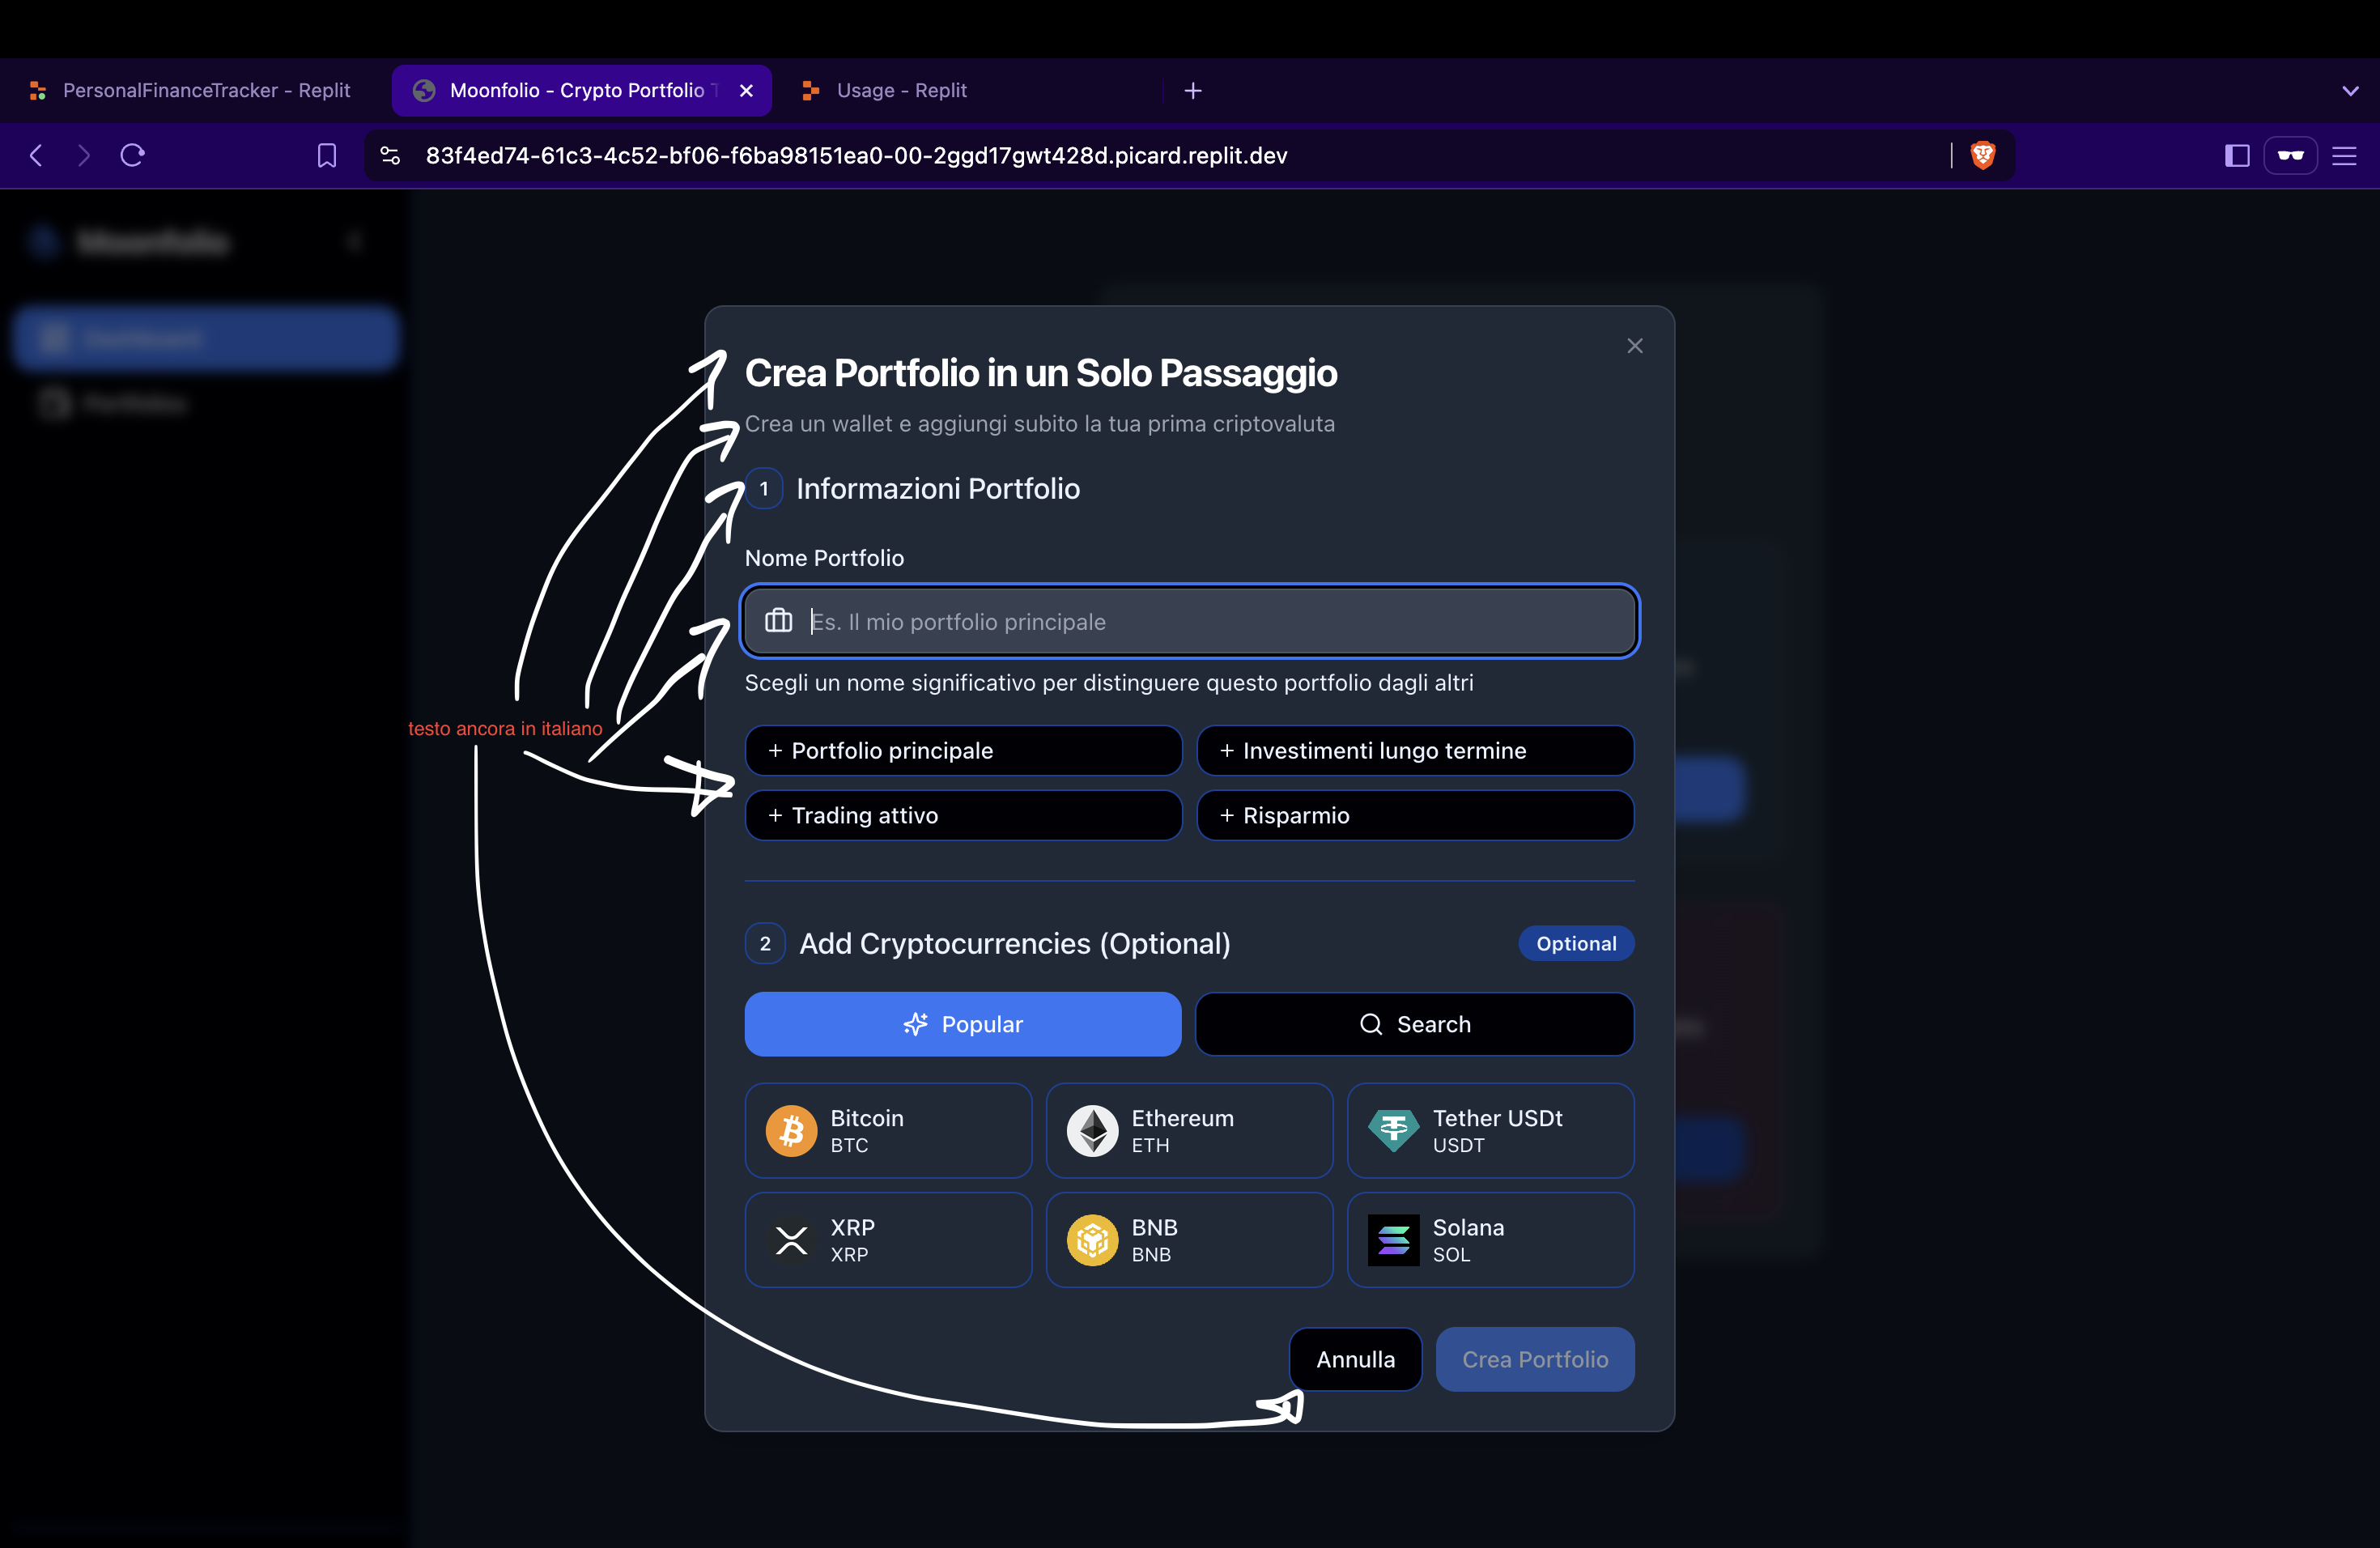 PersonalFinanceTracker - Replit
Moonfolio - Crypto Portfolio T
Usage - Replit
83f4ed74-61c3-4c52-bf06-f6ba98151ea0-00-2ggd17gwt428d.picard.replit.dev
Moonfolio
Dashboard
Portfolios
Crea Portfolio in un Solo Passaggio
Crea un wallet e aggiungi subito la tua prima criptovaluta
1 Informazioni Portfolio
Nome Portfolio
Es. Il mio portfolio principale
Scegli un nome significativo per distinguere questo portfolio dagli altri
testo ancora in italiano
+ Portfolio principale
+ Investimenti lungo termine
+ Trading attivo
+ Risparmio
2 Add Cryptocurrencies (Optional)
Optional
Popular
Search
Bitcoin
BTC
Ethereum
ETH
Tether USDt
USDT
XRP
XRP
BNB
BNB
Solana
SOL
Annulla
Crea Portfolio